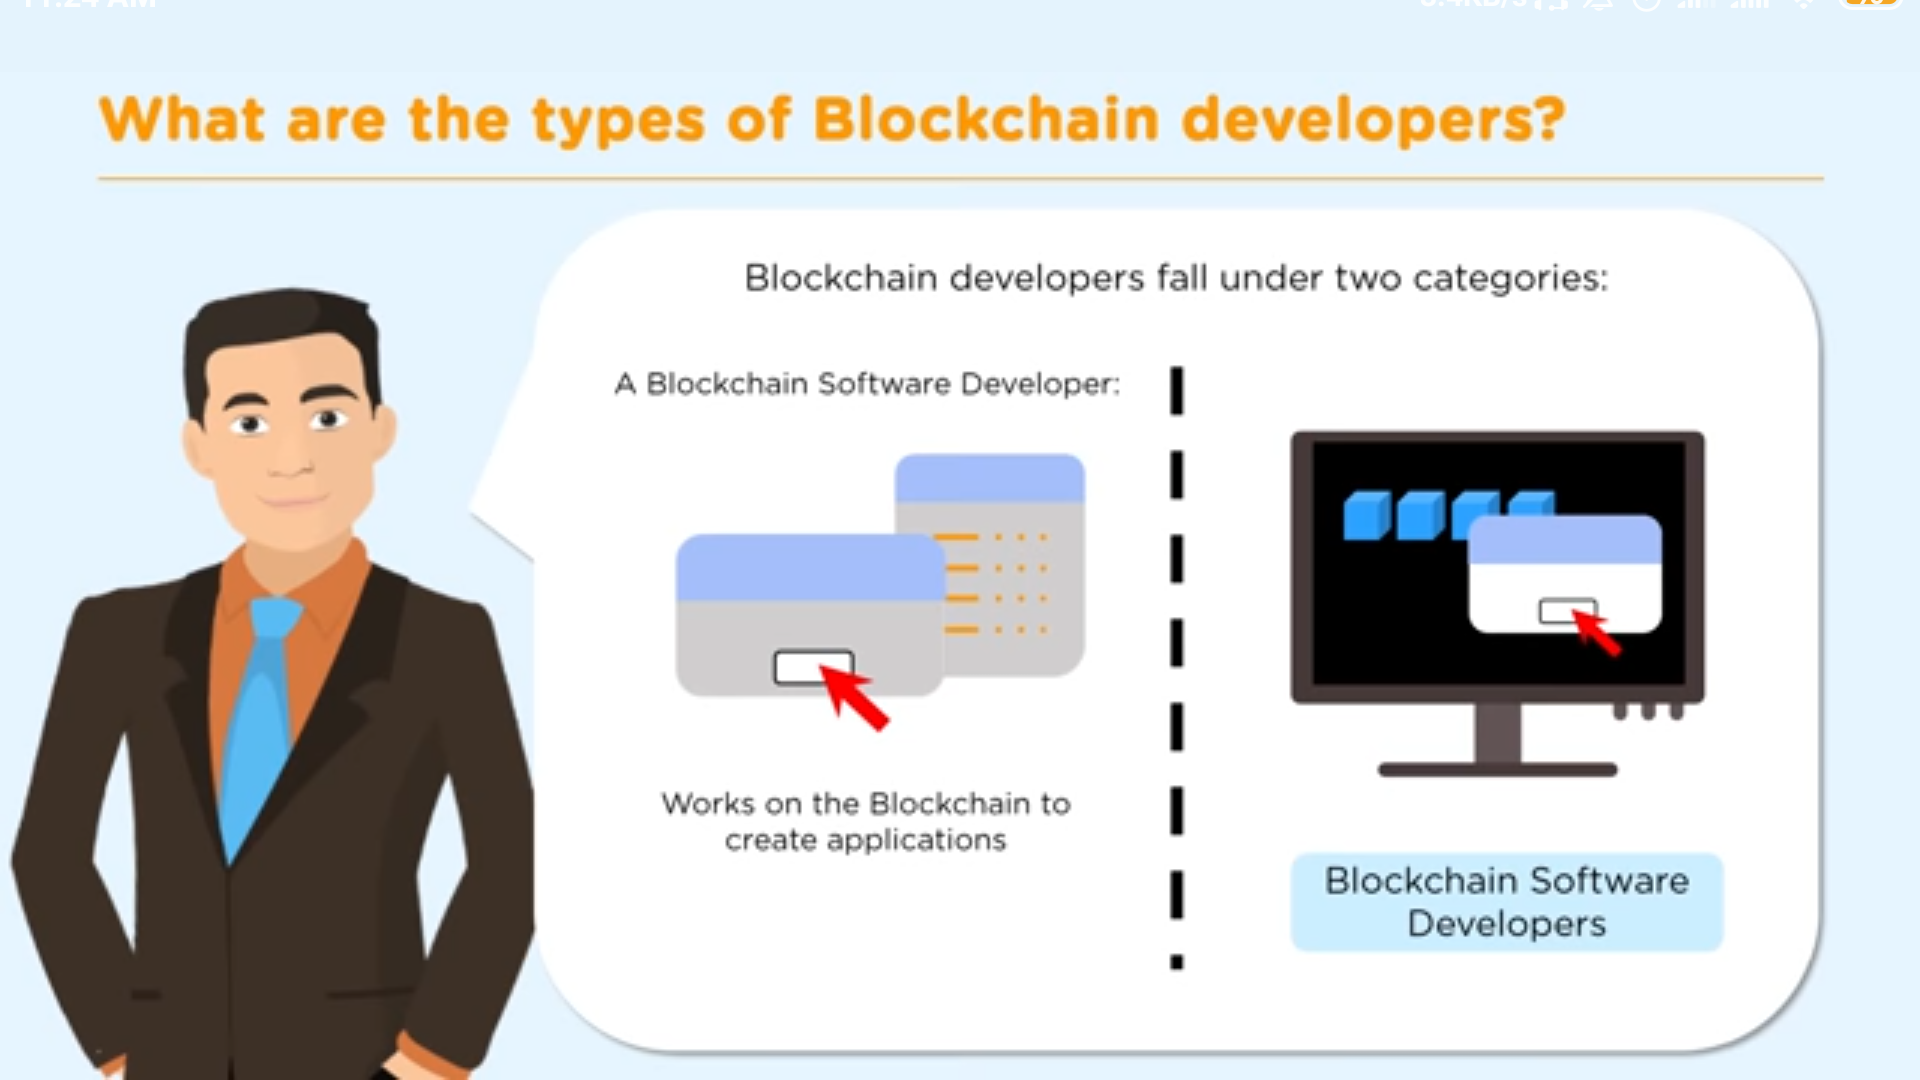 What are the types of Blockchain developers?
Blockchain developers fall under two categories:
A Blockchain Software Developer:
Works on the Blockchain to
create applications
Blockchain Software
Developers